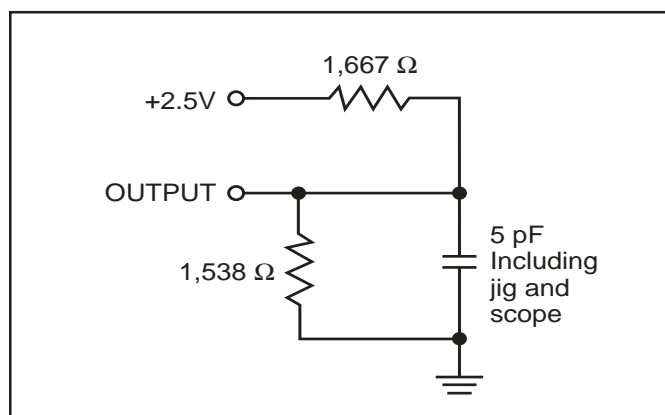 1,667 Ω
+2.5V
OUTPUT
1,538 Ω
5 pF
Including
jig and
scope